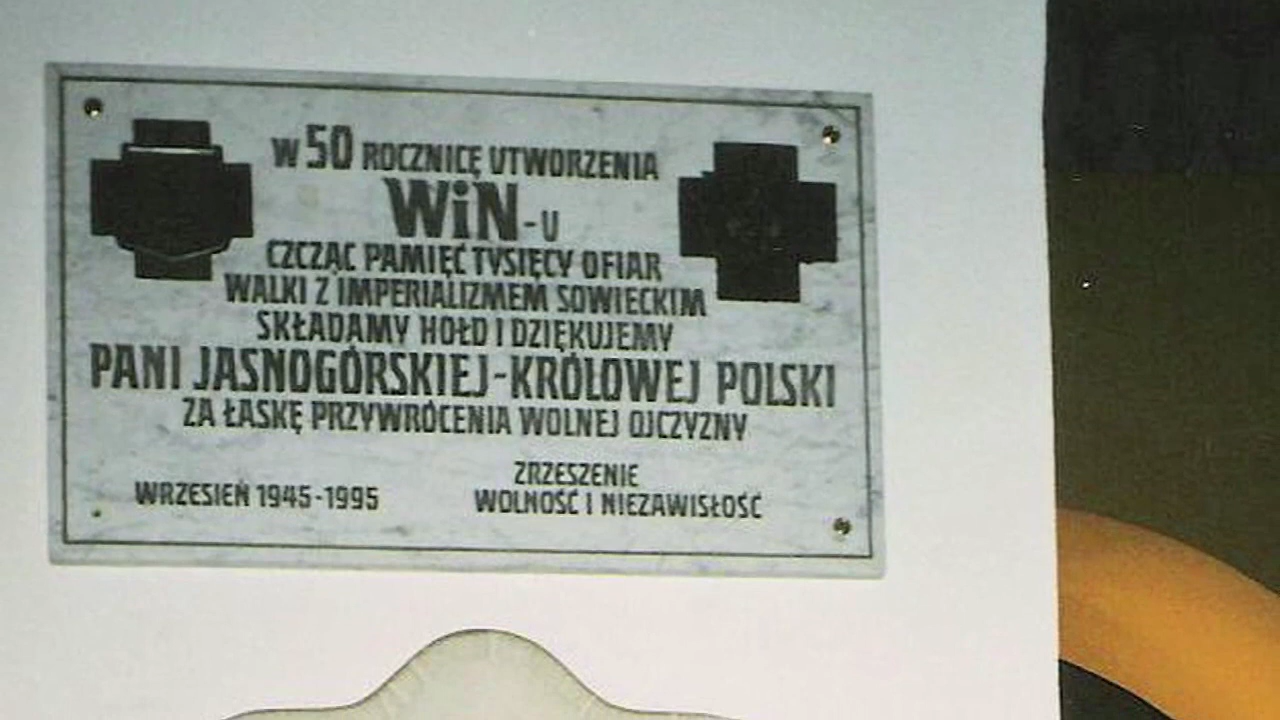 W 50 ROCZNICĘ UTWORZENIA
WiN-U
CZCZĄC PAMIĘĆ TYSIĘCY OFIAR
WALKI Z IMPERIALIZMEM SOWIECKIM
SKŁADAMY HOŁD I DZIĘKUJEMY
PANI JASNOGÓRSKIEJ-KRÓLOWEJ POLSKI
ZA ŁASKĘ PRZYWRÓCENIA WOLNEJ OJCZYZNY
ZRZESZENIE
WRZESIEŃ 1945-1995 WOLNOŚĆ I NIEZAWISŁOŚĆ